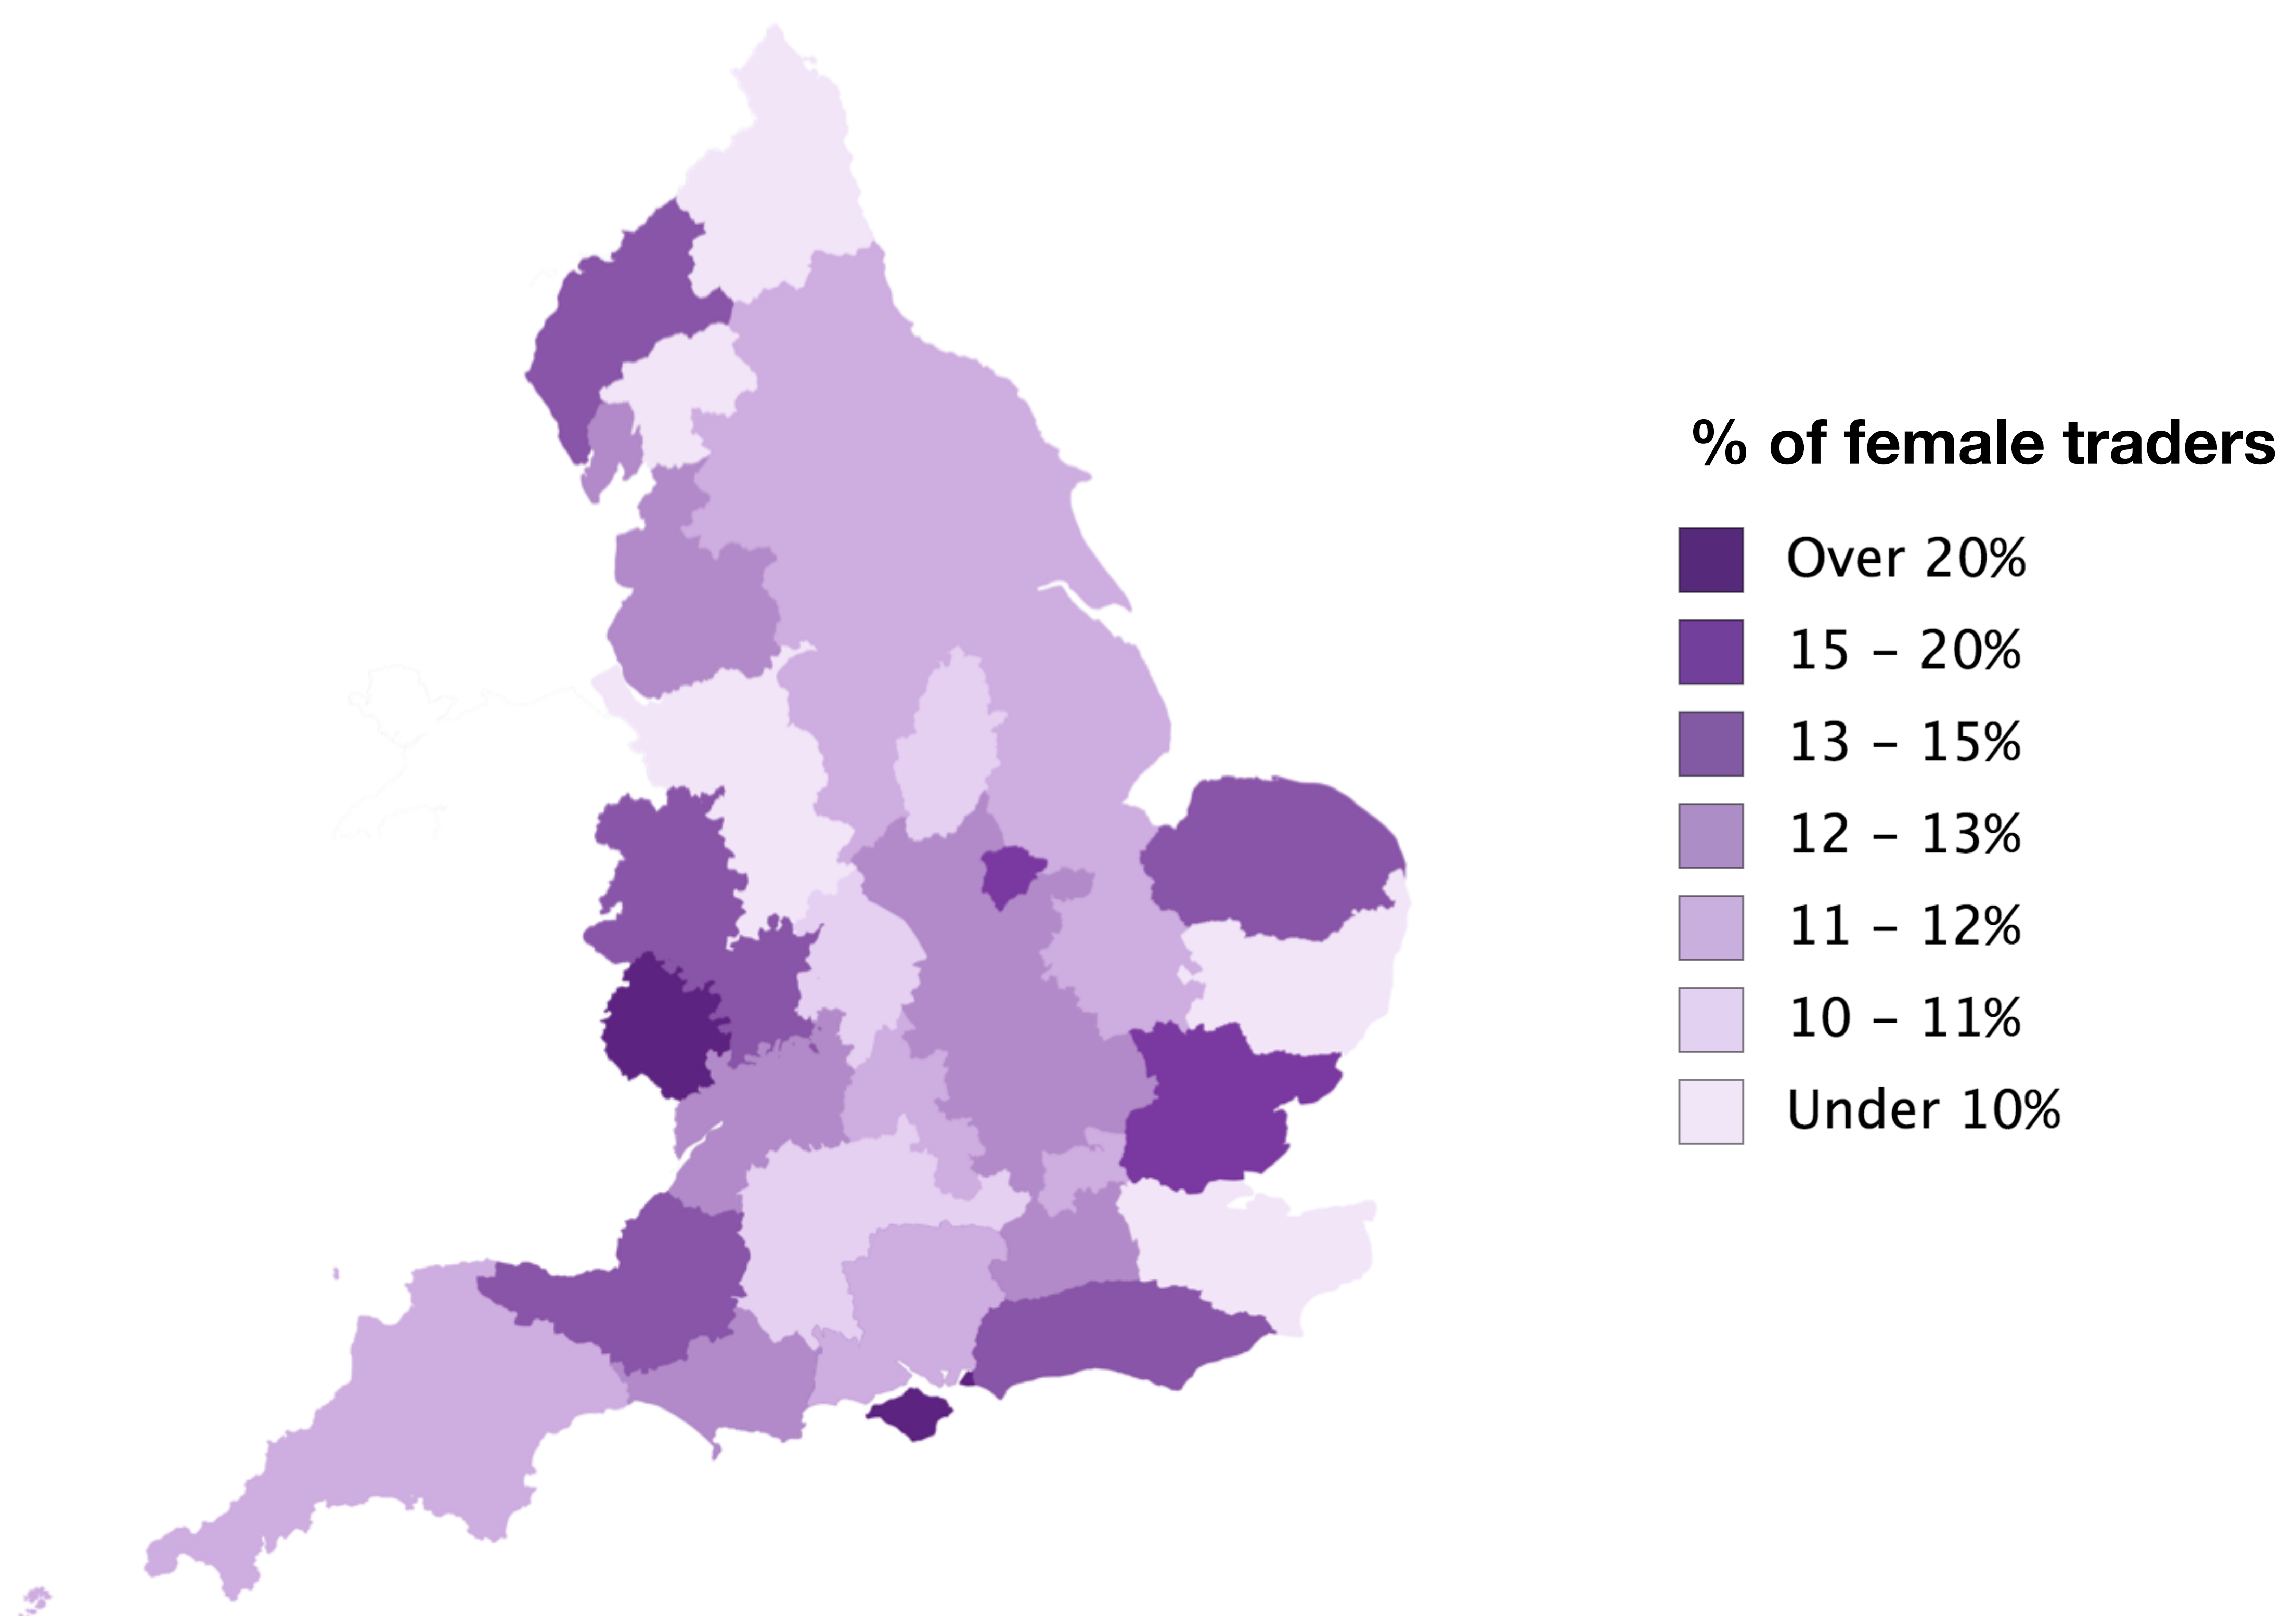 % of female traders
Over 20%
15 – 20%
13 – 15%
12 – 13%
11 – 12%
10 – 11%
Under 10%